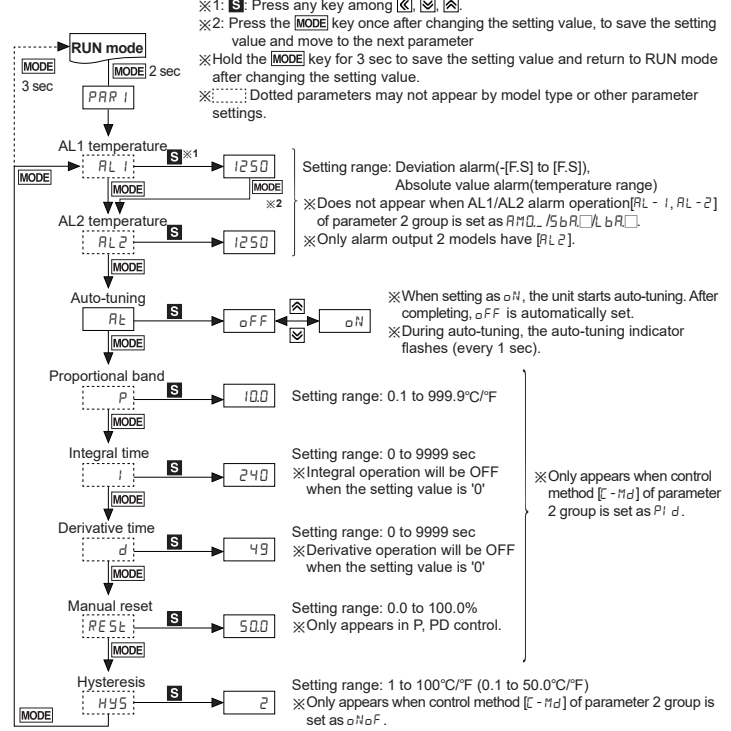 ※1: S: Press any key among ≪, ⩔, ⩓.
※2: Press the MODE key once after changing the setting value, to save the setting
value and move to the next parameter
※Hold the MODE key for 3 sec to save the setting value and return to RUN mode
after changing the setting value.
※ Dotted parameters may not appear by model type or other parameter
settings.
RUN mode
MODE
3 sec
MODE 2 sec
PAR1
AL1 temperature
AL1
S ※1
1250
MODE
MODE
MODE
※2
Setting range: Deviation alarm(-[F.S] to [F.S]),
Absolute value alarm(temperature range)
※Does not appear when AL1/AL2 alarm operation[AL-1, AL-2]
of parameter 2 group is set as AM0._ /SbA.□/LbA.□.
※Only alarm output 2 models have [AL2].
AL2 temperature
AL2
S
1250
MODE
Auto-tuning
At
S
oFF
⩓
⩔
oN
※When setting as oN, the unit starts auto-tuning. After
completing, oFF is automatically set.
※During auto-tuning, the auto-tuning indicator
flashes (every 1 sec).
MODE
Proportional band
P
S
10.0
Setting range: 0.1 to 999.9°C/°F
MODE
Integral time
I
S
240
Setting range: 0 to 9999 sec
※Integral operation will be OFF
when the setting value is '0'
MODE
※Only appears when control
method [C-Md] of parameter
2 group is set as PId.
Derivative time
d
S
49
Setting range: 0 to 9999 sec
※Derivative operation will be OFF
when the setting value is '0'
MODE
Manual reset
REST
S
50.0
Setting range: 0.0 to 100.0%
※Only appears in P, PD control.
MODE
Hysteresis
HYS
S
2
Setting range: 1 to 100°C/°F (0.1 to 50.0°C/°F)
※Only appears when control method [C-Md] of parameter 2 group is
set as oNoF.
MODE